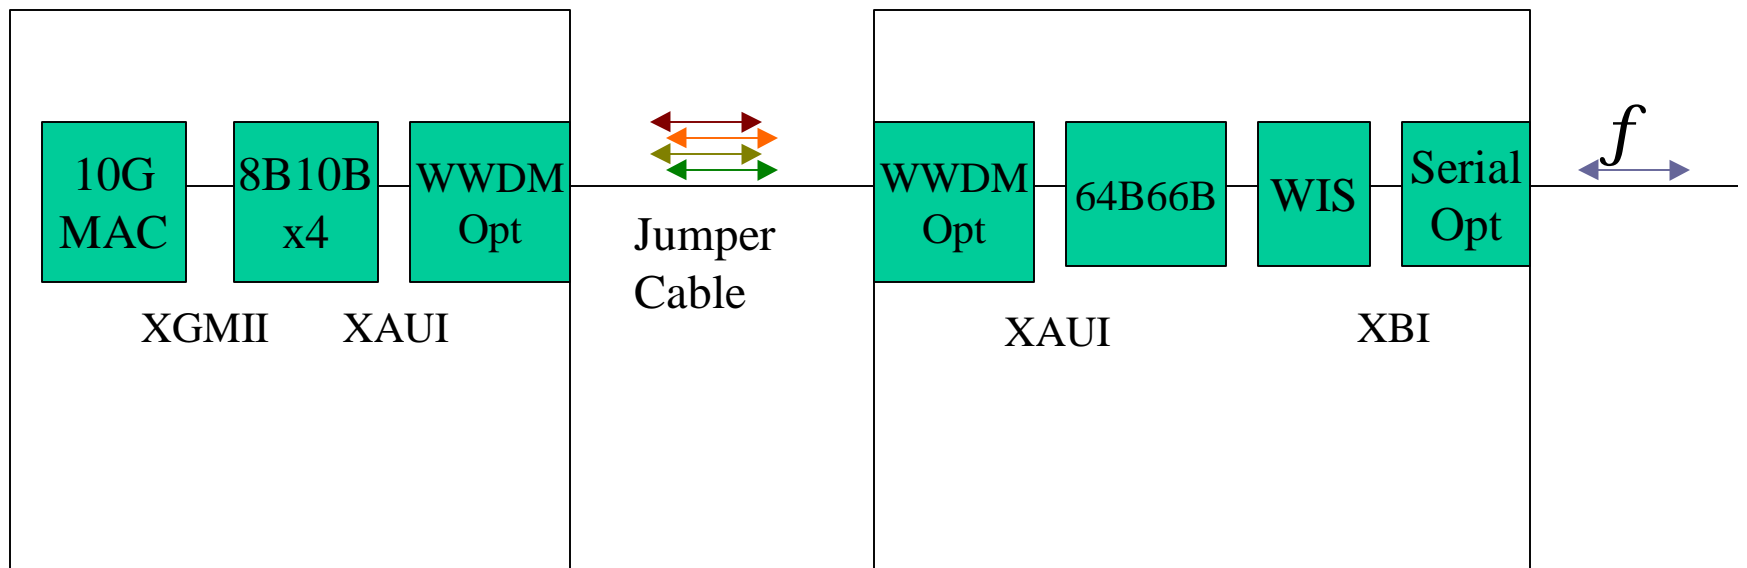 10G
MAC
8B10B
x4
WWDM
Opt
XGMII
XAUI
Jumper
Cable
WWDM
Opt
64B66B
WIS
Serial
Opt
XAUI
XBI
f